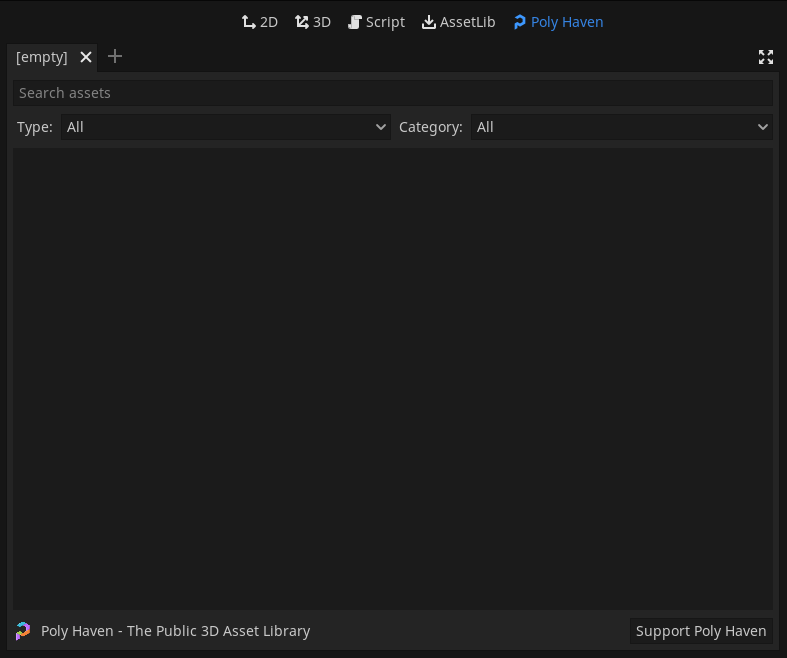 2D 3D Script AssetLib Poly Haven
[empty]
Search assets
Type: All Category: All
Poly Haven - The Public 3D Asset Library Support Poly Haven